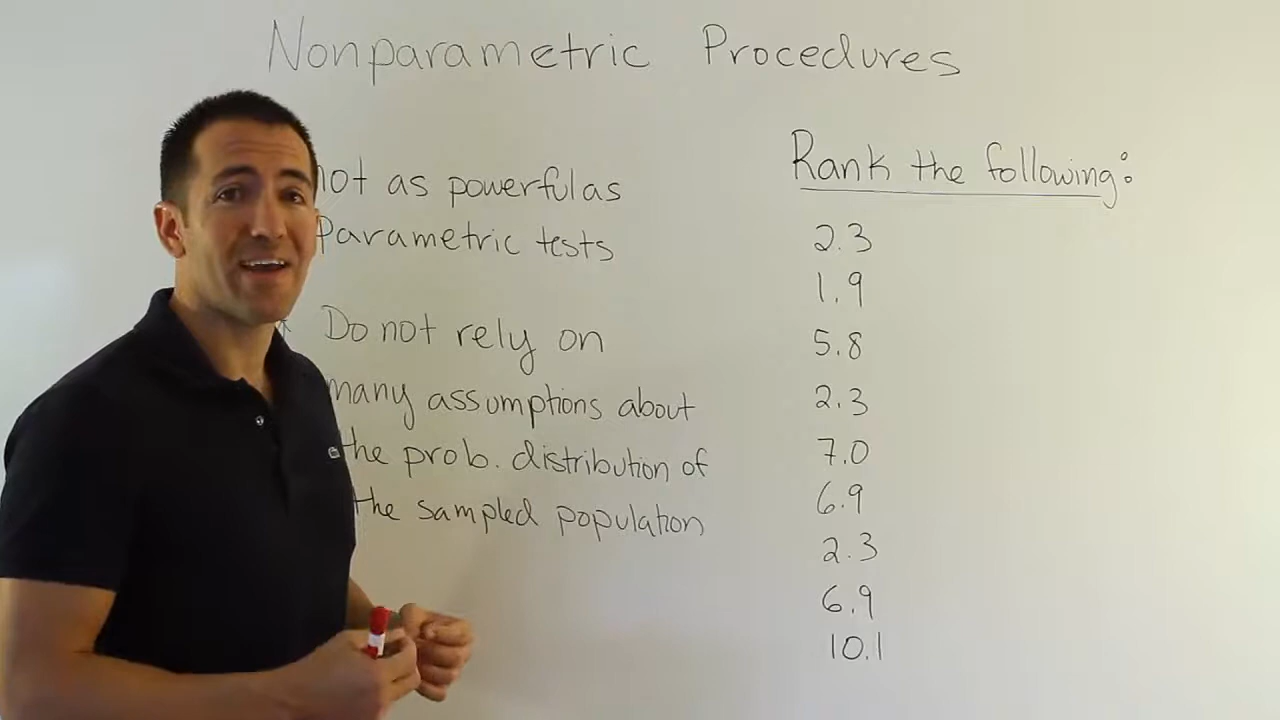 Nonparametric Procedures
not as powerful as
Parametric tests
* Do not rely on
many assumptions about
the prob. distribution of
the sampled population
Rank the following:
2.3
1.9
5.8
2.3
7.0
6.9
2.3
6.9
10.1